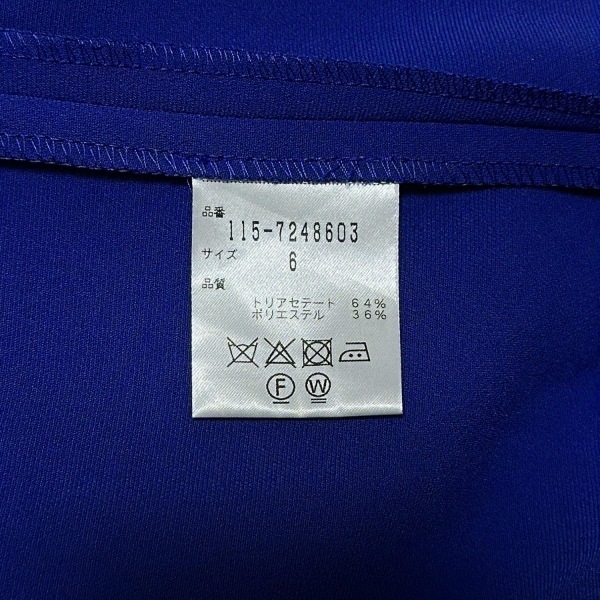 品番
115-7248603
サイズ
6
品質
トリアセテート 64%
ポリエステル 36%
F W